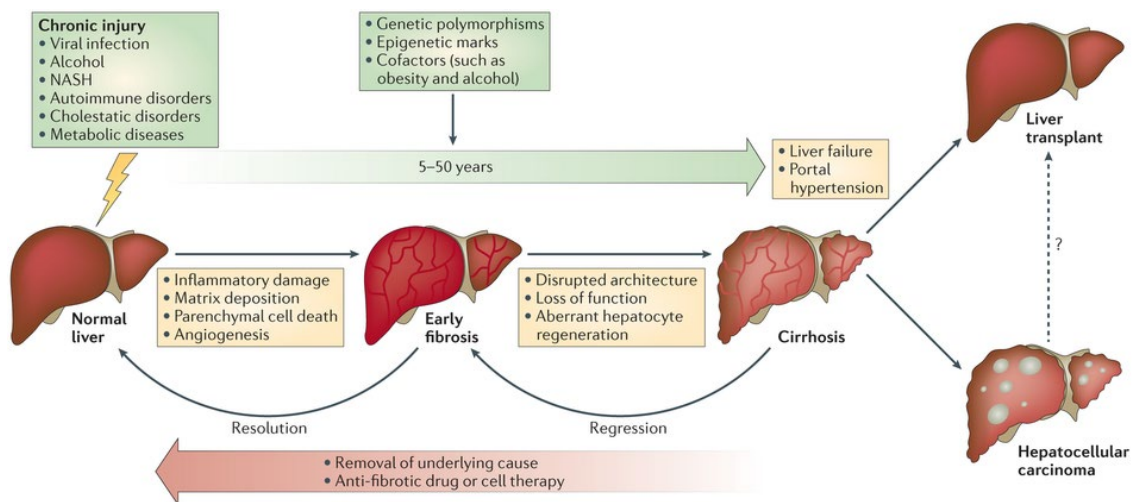 Chronic injury
• Viral infection
• Alcohol
• NASH
• Autoimmune disorders
• Cholestatic disorders
• Metabolic diseases
• Genetic polymorphisms
• Epigenetic marks
• Cofactors (such as
obesity and alcohol)
5–50 years
• Liver failure
• Portal
hypertension
Liver
transplant
?
Normal
liver
• Inflammatory damage
• Matrix deposition
• Parenchymal cell death
• Angiogenesis
Early
fibrosis
• Disrupted architecture
• Loss of function
• Aberrant hepatocyte
regeneration
Cirrhosis
Hepatocellular
carcinoma
Resolution
Regression
• Removal of underlying cause
• Anti-fibrotic drug or cell therapy